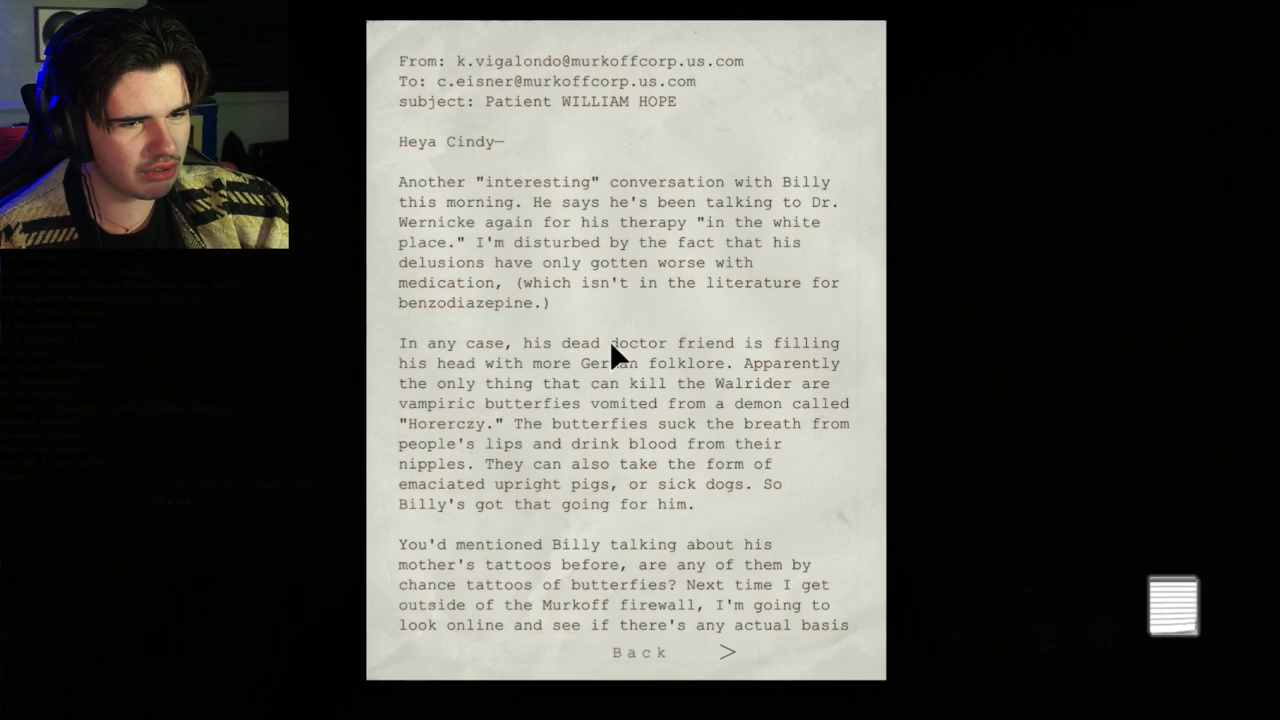 From: k.vigalondo@murkoffcorp.us.com
To: c.eisner@murkoffcorp.us.com
subject: Patient WILLIAM HOPE
Heya Cindy—
Another "interesting" conversation with Billy
this morning. He says he's been talking to Dr.
Wernicke again for his therapy "in the white
place." I'm disturbed by the fact that his
delusions have only gotten worse with
medication, (which isn't in the literature for
benzodiazepine.)
In any case, his dead doctor friend is filling
his head with more German folklore. Apparently
the only thing that can kill the Walrider are
vampiric butterfies vomited from a demon called
"Horerczy." The butterfies suck the breath from
people's lips and drink blood from their
nipples. They can also take the form of
emaciated upright pigs, or sick dogs. So
Billy's got that going for him.
You'd mentioned Billy talking about his
mother's tattoos before, are any of them by
chance tattoos of butterfies? Next time I get
outside of the Murkoff firewall, I'm going to
look online and see if there's any actual basis
Back >